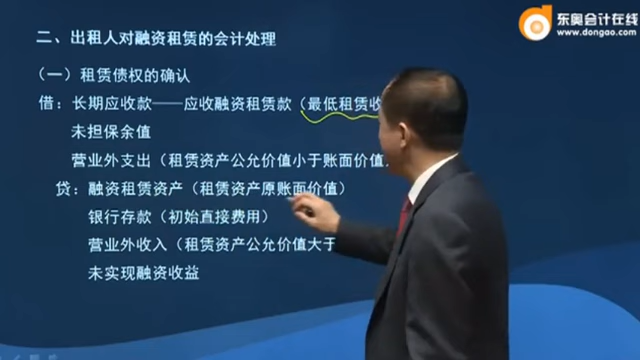 东奥会计在线
www.dongao.com
二、出租人对融资租赁的会计处理
（一）租赁债权的确认
借：长期应收款——应收融资租赁款（最低租赁收
未担保余值
营业外支出（租赁资产公允价值小于账面价值
贷：融资租赁资产（租赁资产原账面价值）
银行存款（初始直接费用）
营业外收入（租赁资产公允价值大于
未实现融资收益